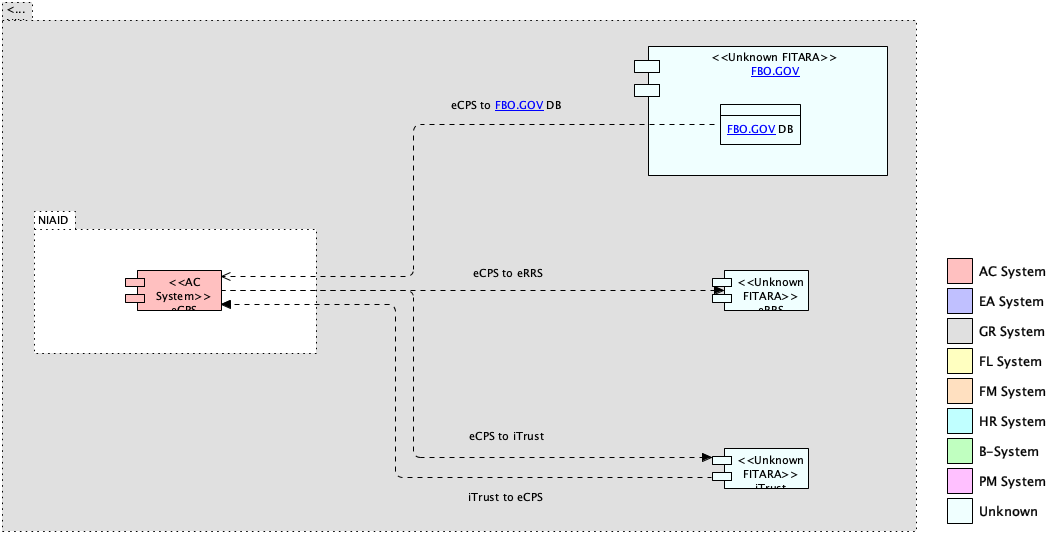 <...
<<Unknown FITARA>>
FBO.GOV
eCPS to FBO.GOV DB
FBO.GOV DB
NIAID
<<AC
System>>
eCPS
eCPS to eRRS
<<Unknown
FITARA>>
eRRS
eCPS to iTrust
<<Unknown
FITARA>>
iTrust
iTrust to eCPS
AC System
EA System
GR System
FL System
FM System
HR System
B-System
PM System
Unknown